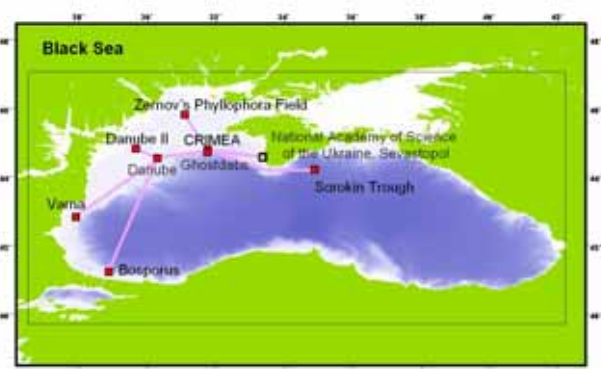 Black Sea
Zernov's Phyllophora Field
Danube II
CRIMEA
National Academy of Science
of the Ukraine, Sevastopol
Danube
Ghostdabs
Sorokin Trough
Varna
Bosporus